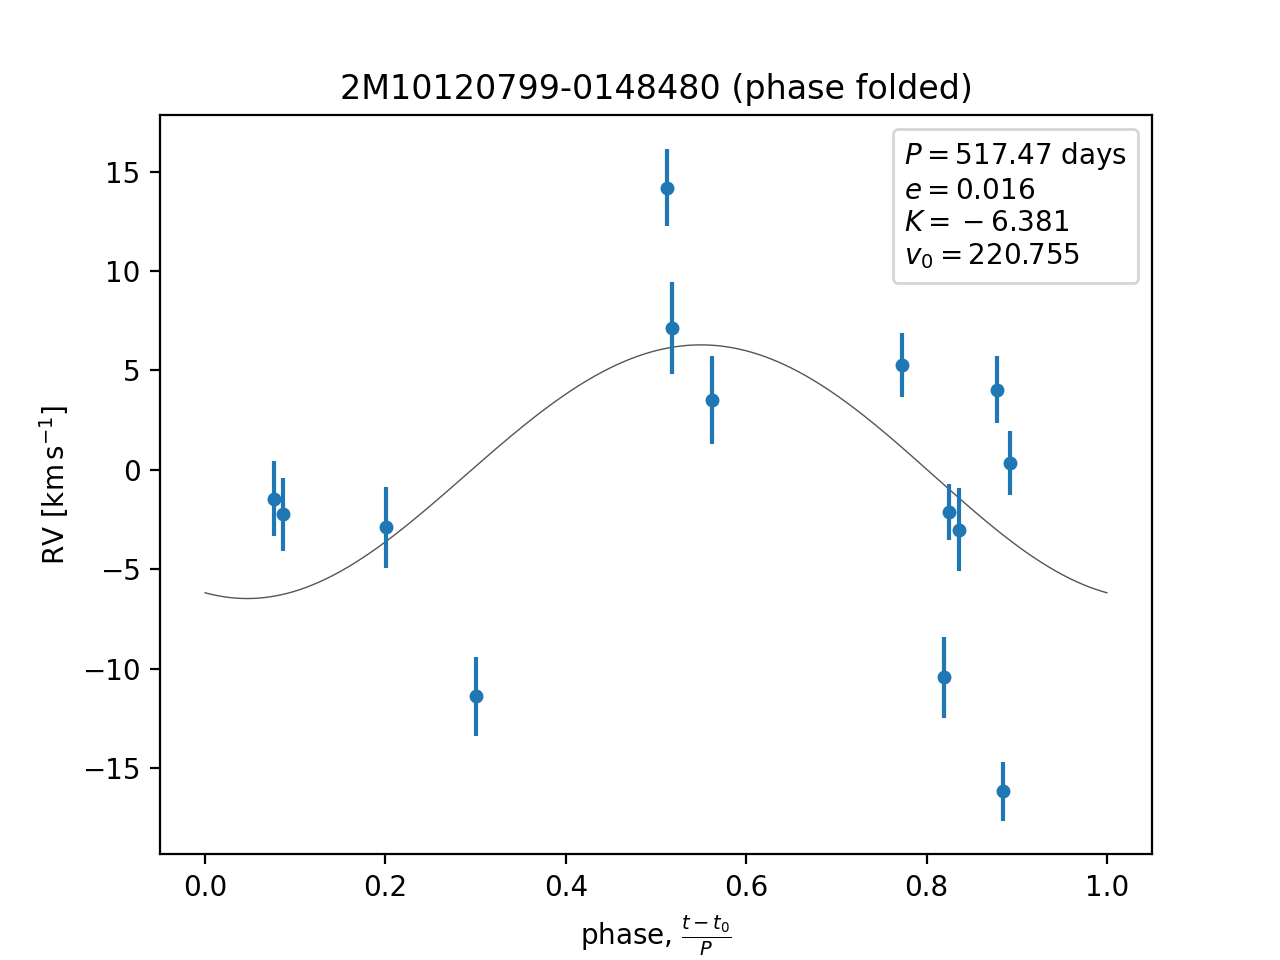 2M10120799-0148480 (phase folded)
P = 517.47 days
e = 0.016
K = − 6.381
v₀ = 220.755
15
10
5
0
−5
−10
−15
RV [km s⁻¹]
0.0 0.2 0.4 0.6 0.8 1.0
phase, (t − t₀)/P